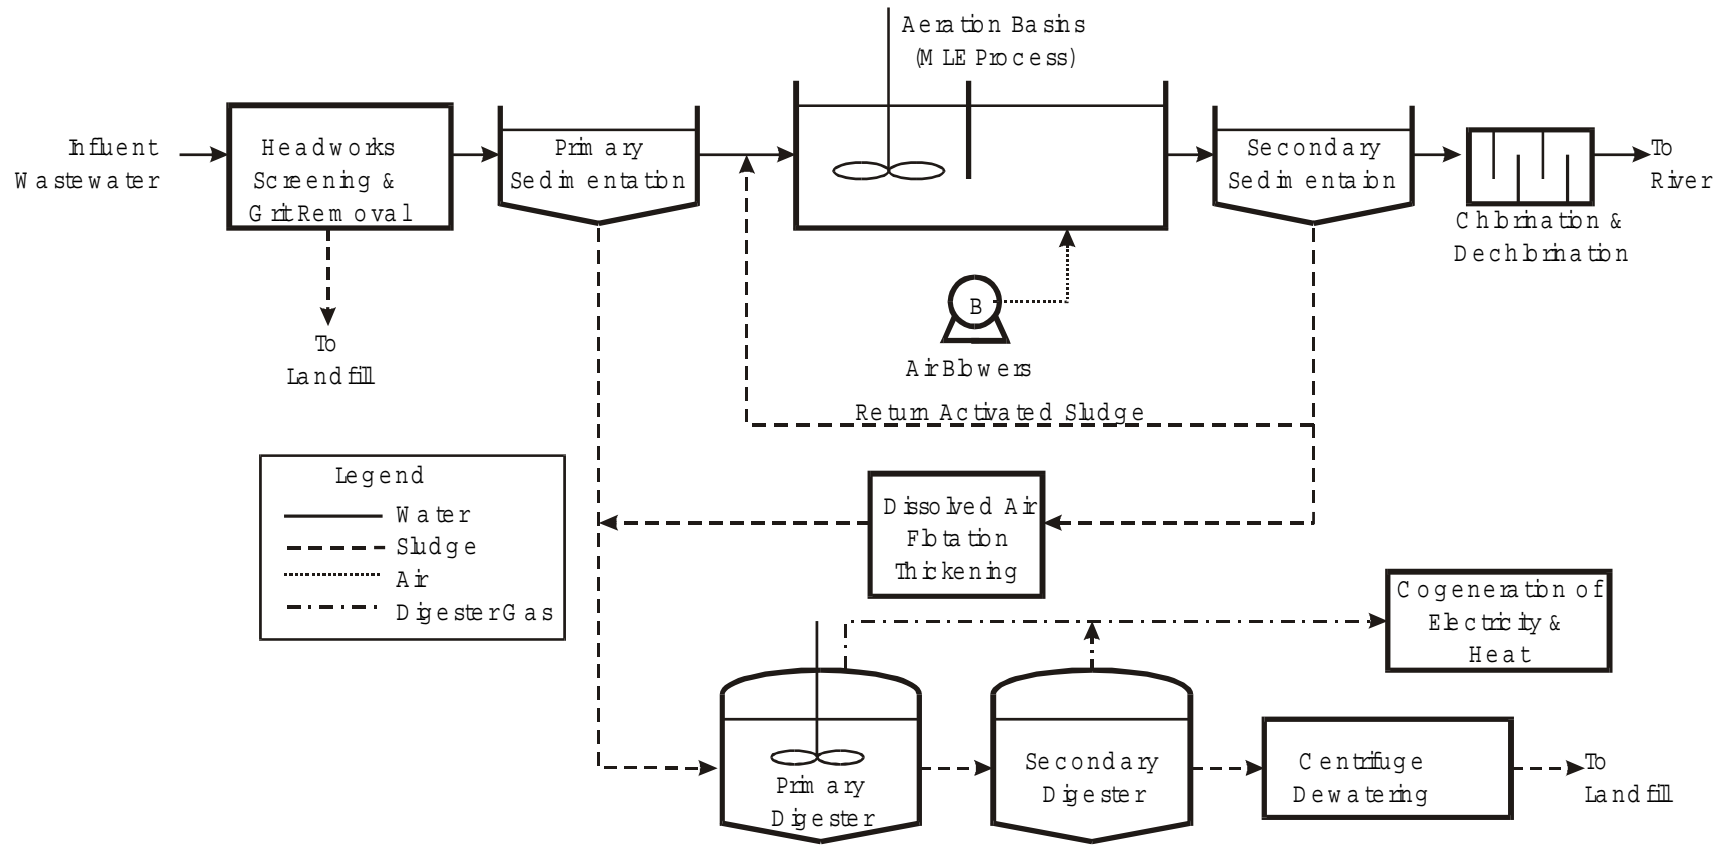 Aeration Basins
(MLE Process)
Influent
Wastewater
Headworks
Screening &
Grit Removal
Primary
Sedimentation
Secondary
Sedimentaion
To
River
Chlorination &
Dechlorination
To
Landfill
B
Air Blowers
Return Activated Sludge
Legend
Water
Sludge
Air
Digester Gas
Dissolved Air
Flotation
Thickening
Cogeneration of
Electricity &
Heat
Primary
Digester
Secondary
Digester
Centrifuge
Dewatering
To
Landfill